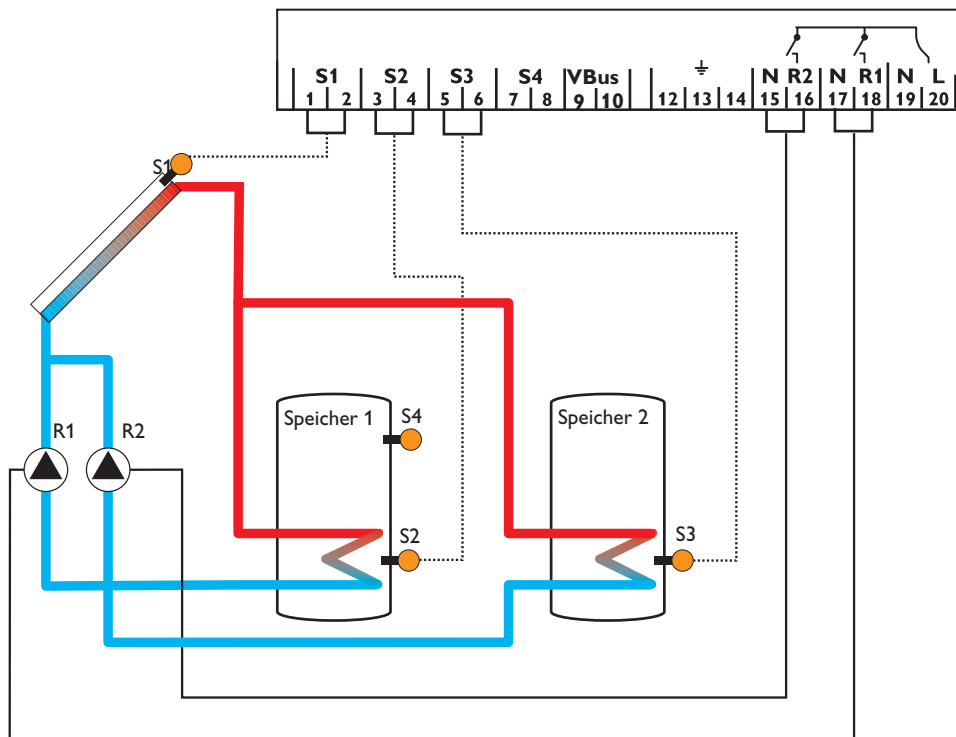 S1 S2 S3 S4 VBus ⏚ N R2 N R1 N L
1 2 3 4 5 6 7 8 9 10 12 13 14 15 16 17 18 19 20
S1
Speicher 1 S4 Speicher 2
R1 R2
S2 S3